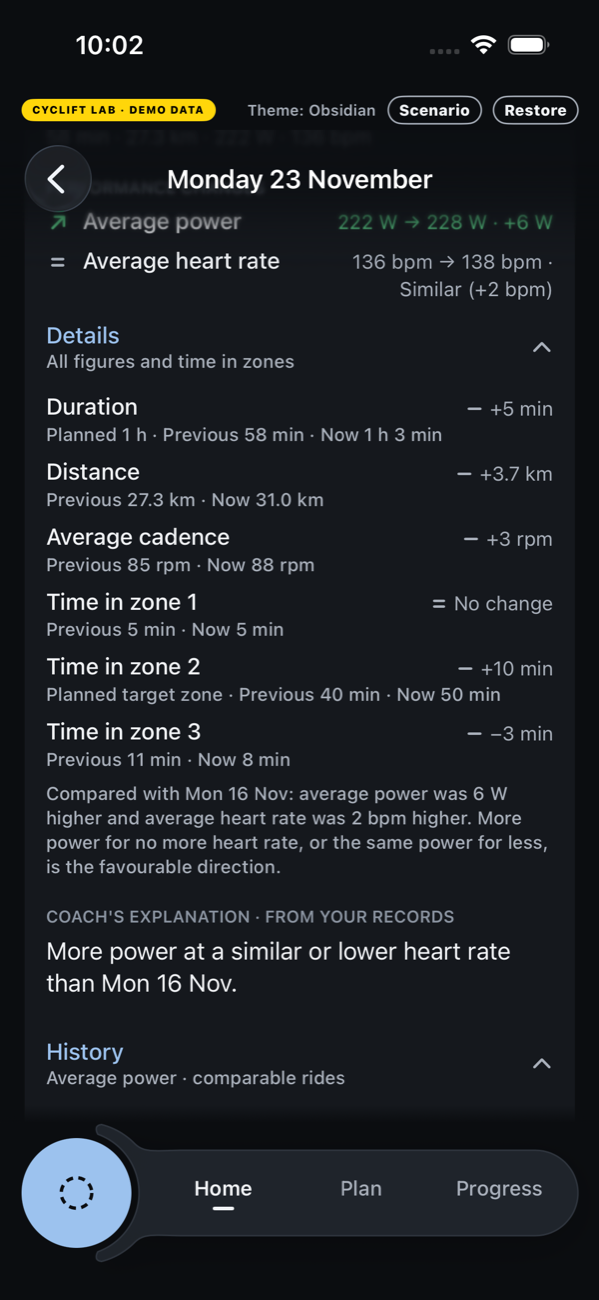 10:02
CYCLIFT LAB · DEMO DATA
Theme: Obsidian
Scenario
Restore
Monday 23 November
Average power
222 W → 228 W · +6 W
= Average heart rate
136 bpm → 138 bpm ·
Similar (+2 bpm)
Details
All figures and time in zones
Duration
— +5 min
Planned 1 h · Previous 58 min · Now 1 h 3 min
Distance
— +3.7 km
Previous 27.3 km · Now 31.0 km
Average cadence
— +3 rpm
Previous 85 rpm · Now 88 rpm
Time in zone 1
= No change
Previous 5 min · Now 5 min
Time in zone 2
— +10 min
Planned target zone · Previous 40 min · Now 50 min
Time in zone 3
— −3 min
Previous 11 min · Now 8 min
Compared with Mon 16 Nov: average power was 6 W
higher and average heart rate was 2 bpm higher. More
power for no more heart rate, or the same power for less,
is the favourable direction.
COACH'S EXPLANATION · FROM YOUR RECORDS
More power at a similar or lower heart rate
than Mon 16 Nov.
History
Average power · comparable rides
Home
Plan
Progress